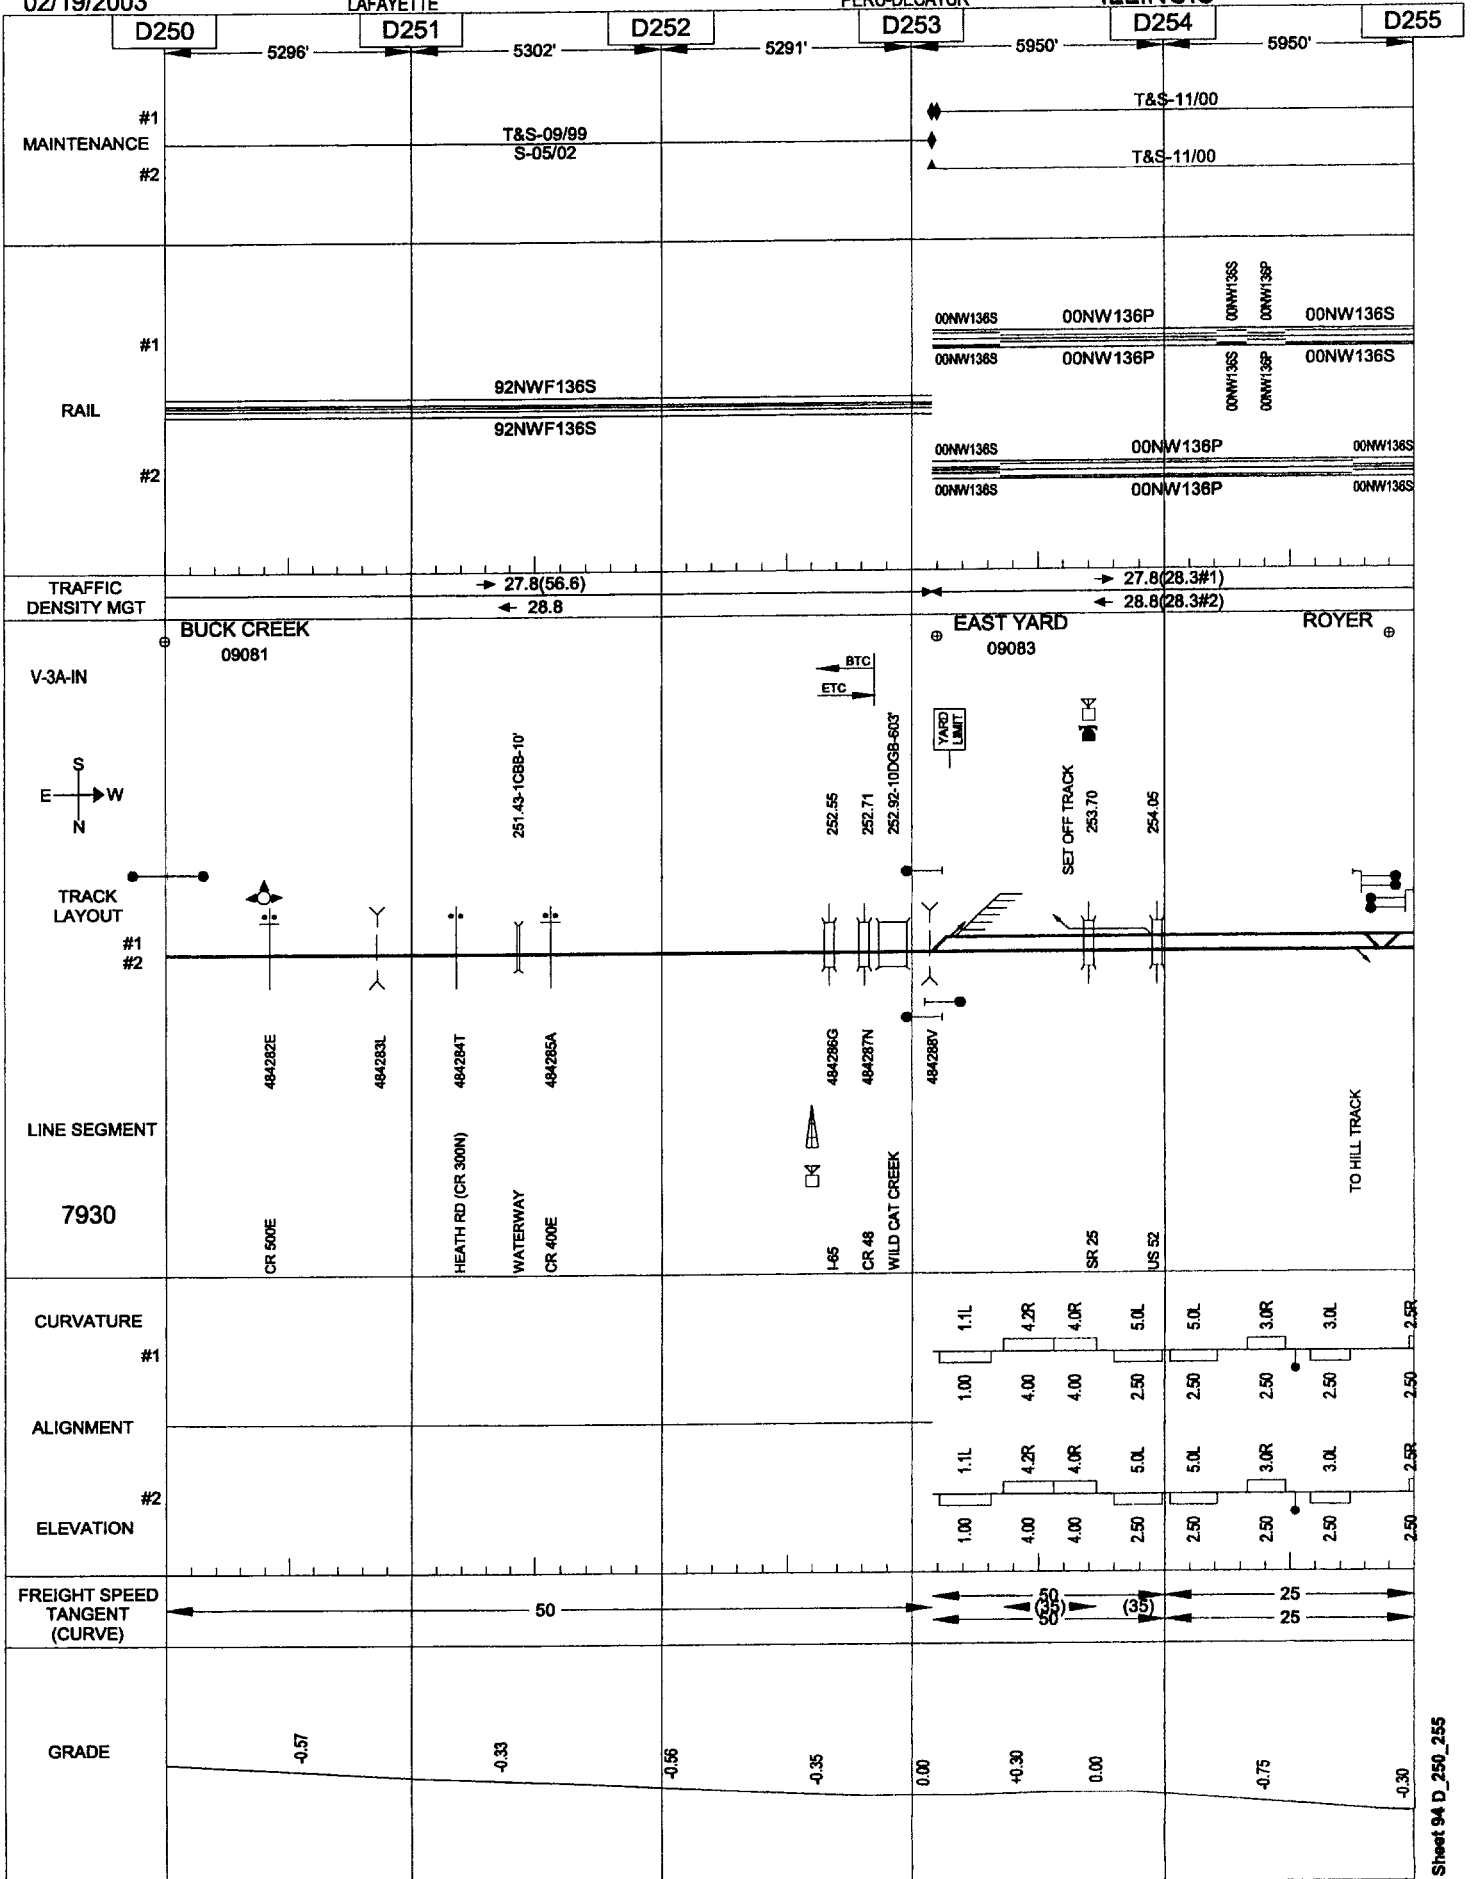 02/19/2003
LAFAYETTE
PERU-DECATUR
ILLINOIS
D250
D251
D252
D253
D254
D255
5296'
5302'
5291'
5950'
5950'
MAINTENANCE
#1
#2
T&S-09/99
S-05/02
T&S-11/00
T&S-11/00
RAIL
#1
#2
92NWF136S
92NWF136S
00NW136S
00NW136P
00NW136S
00NW136P
00NW136S
00NW136S
00NW136P
00NW136S
00NW136P
00NW136S
00NW136S
00NW136P
00NW136S
00NW136S
00NW136P
00NW136S
TRAFFIC
DENSITY MGT
27.8(56.6)
28.8
27.8(28.3#1)
28.8(28.3#2)
BUCK CREEK
09081
EAST YARD
09083
ROYER
V-3A-IN
S
E
W
N
BTC
ETC
YARD
LIMIT
251.43-1CBB-10'
252.55
252.71
252.92-10DGB-603'
SET OFF TRACK
253.70
254.05
TRACK
LAYOUT
#1
#2
484282E
484283L
484284T
484285A
484286G
484287N
484288V
LINE SEGMENT
7930
CR 500E
HEATH RD (CR 300N)
WATERWAY
CR 400E
I-65
CR 48
WILD CAT CREEK
SR 25
US 52
TO HILL TRACK
CURVATURE
#1
1.1L
4.2R
4.0R
5.0L
5.0L
3.0R
3.0L
2.5R
1.00
4.00
4.00
2.50
2.50
2.50
2.50
2.50
ALIGNMENT
#2
1.1L
4.2R
4.0R
5.0L
5.0L
3.0R
3.0L
2.5R
ELEVATION
1.00
4.00
4.00
2.50
2.50
2.50
2.50
2.50
FREIGHT SPEED
TANGENT
(CURVE)
50
50
(35)
(35)
50
25
25
GRADE
-0.57
-0.33
-0.56
-0.35
0.00
+0.30
0.00
-0.75
-0.30
Sheet 94 D_250_255